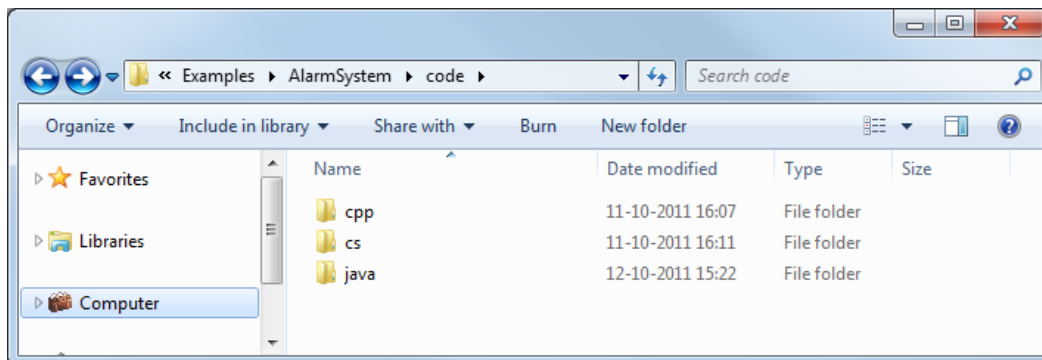 « Examples ▸ AlarmSystem ▸ code ▸ Search code
Organize Include in library Share with Burn New folder
Name Date modified Type Size
Favorites
cpp 11-10-2011 16:07 File folder
Libraries
cs 11-10-2011 16:11 File folder
java 12-10-2011 15:22 File folder
Computer